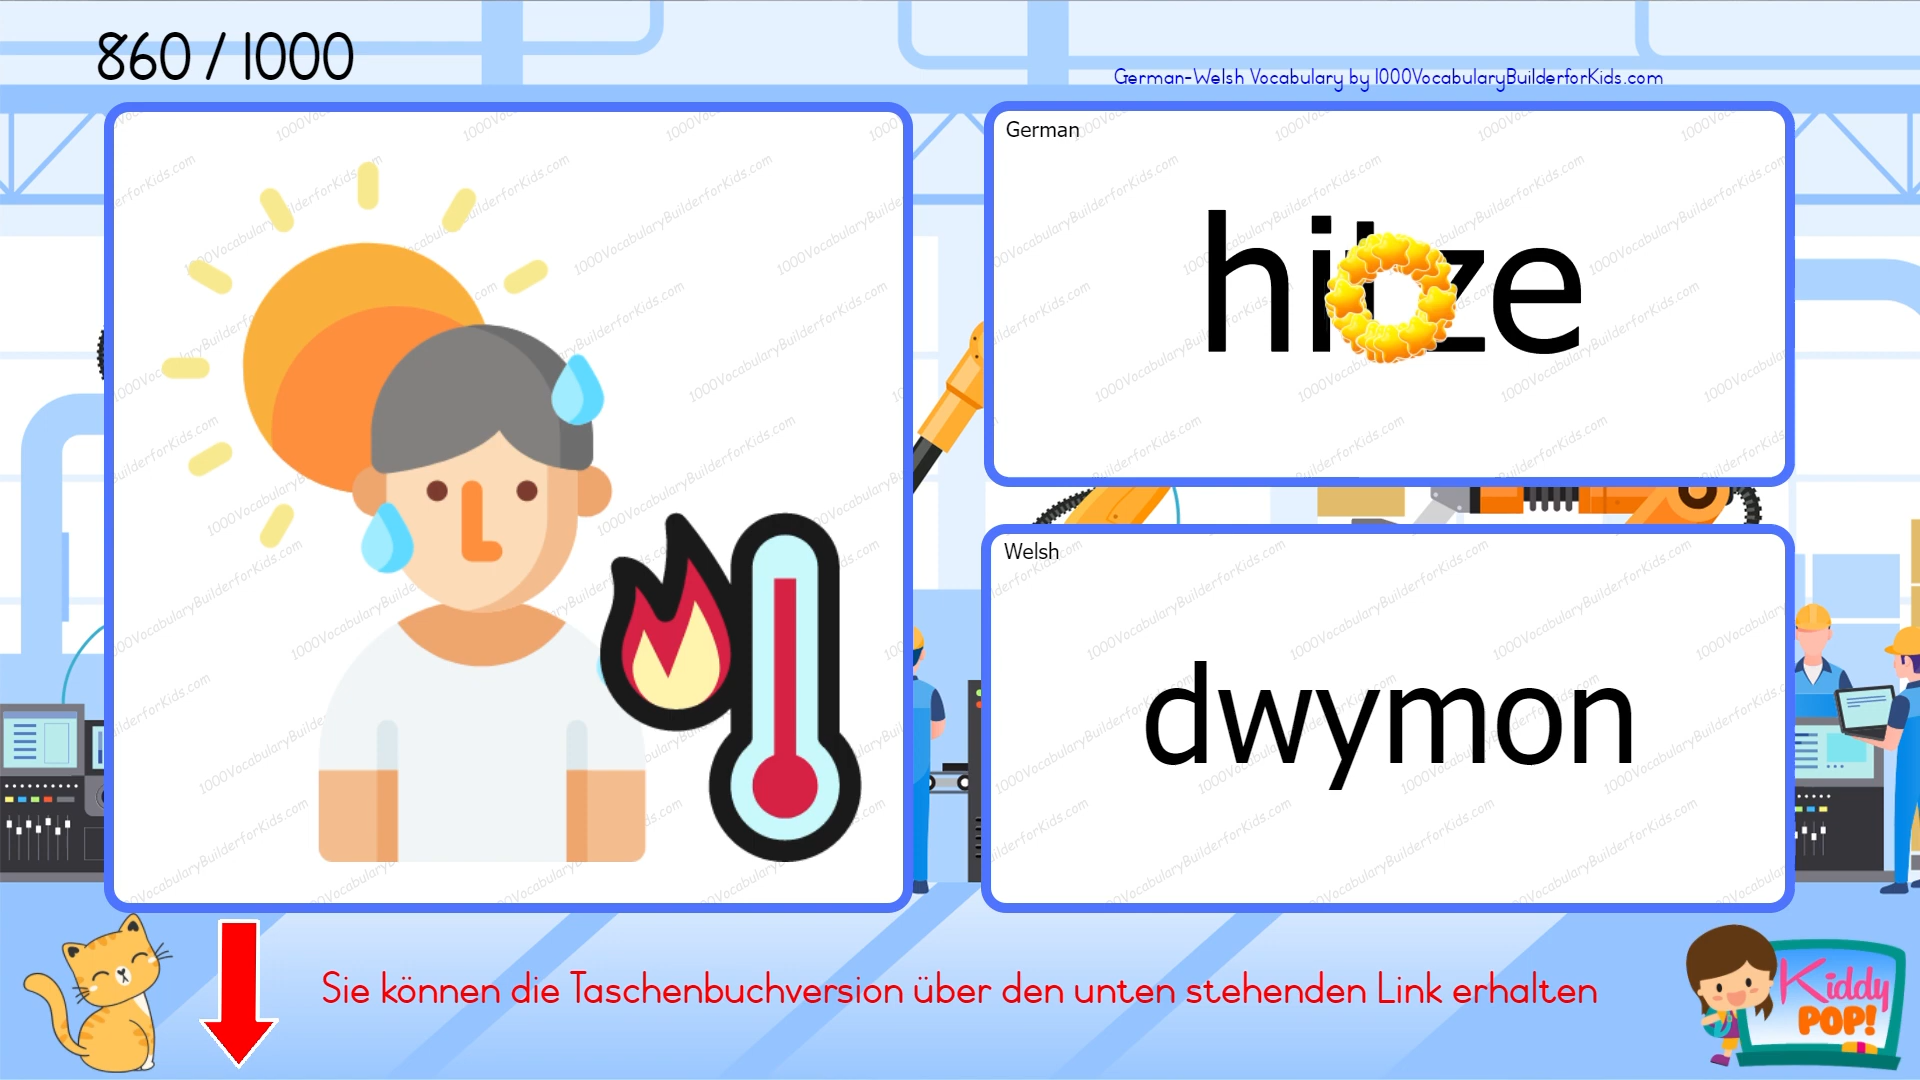 860 / 1000
German-Welsh Vocabulary by 1000VocabularyBuilderforKids.com
German
hitze
Welsh
dwymon
Sie können die Taschenbuchversion über den unten stehenden Link erhalten
Kiddy
POP!